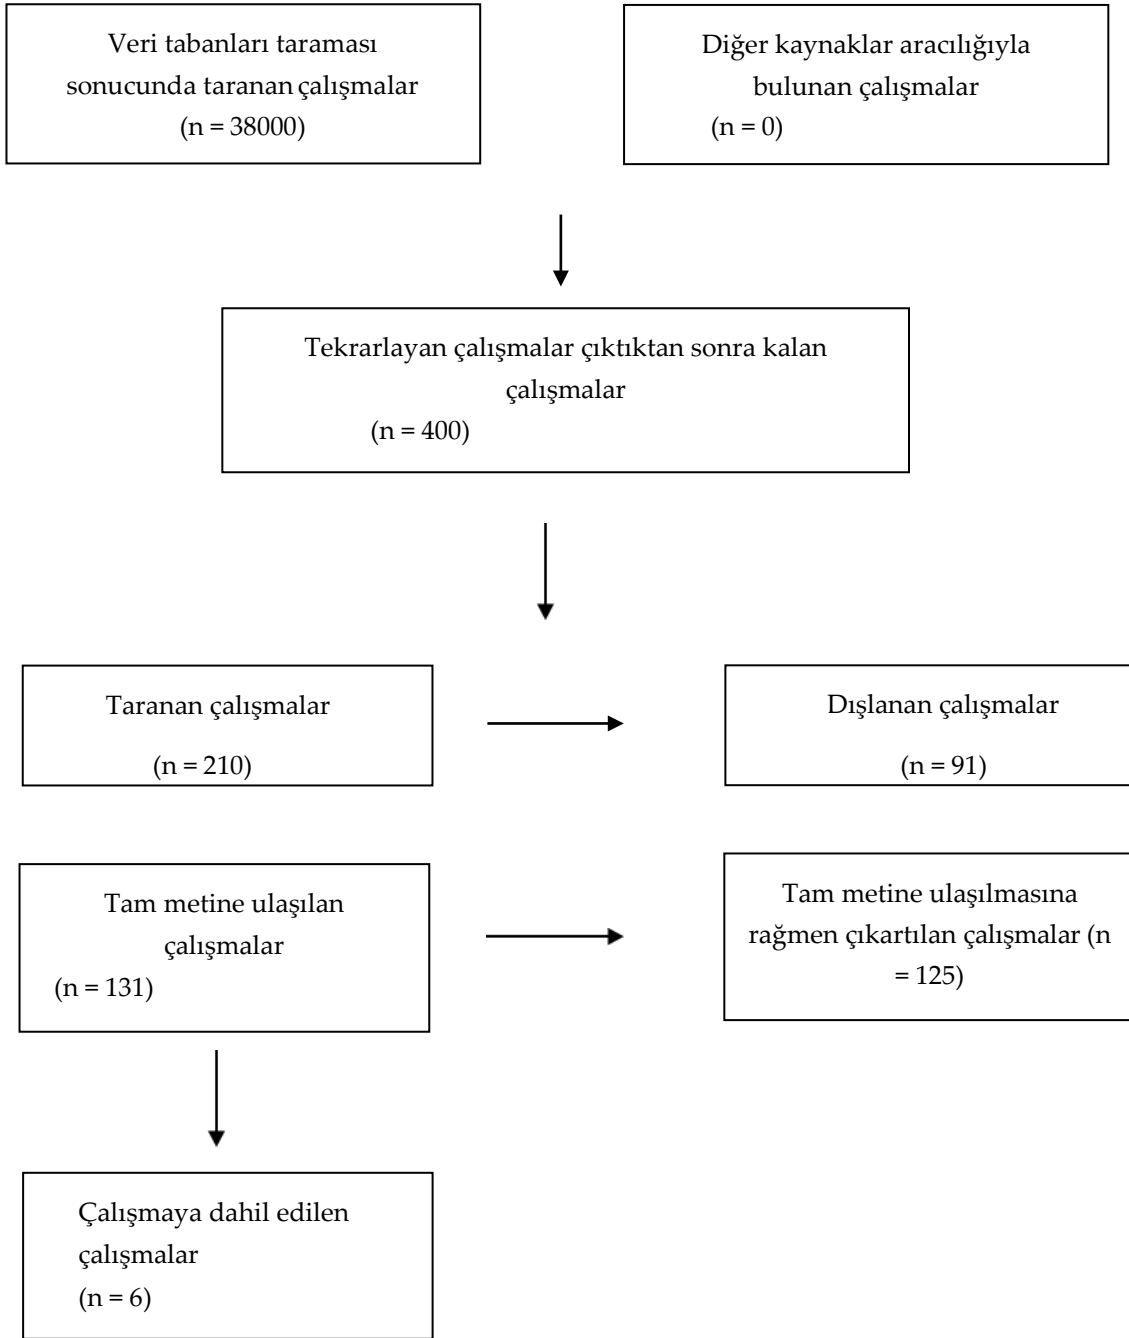 Veri tabanları taraması
sonucunda taranan çalışmalar
(n = 38000)
Diğer kaynaklar aracılığıyla
bulunan çalışmalar
(n = 0)
Tekrarlayan çalışmalar çıktıktan sonra kalan
çalışmalar
(n = 400)
Taranan çalışmalar
(n = 210)
Dışlanan çalışmalar
(n = 91)
Tam metine ulaşılan
çalışmalar
(n = 131)
Tam metine ulaşılmasına
rağmen çıkartılan çalışmalar (n
= 125)
Çalışmaya dahil edilen
çalışmalar
(n = 6)